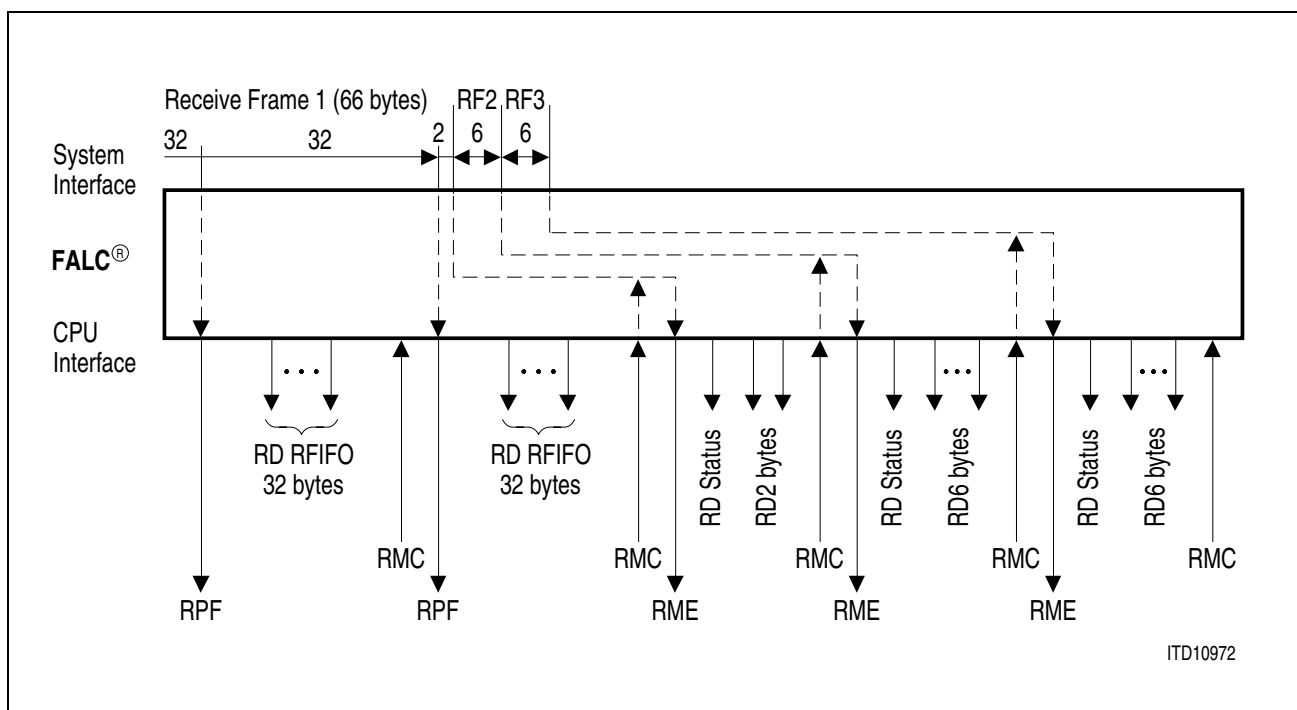 Receive Frame 1 (66 bytes) RF2 RF3
32 32 2 6 6
System
Interface
FALC®
CPU
Interface
RD RFIFO
32 bytes
RD RFIFO
32 bytes
RD Status
RD2 bytes
RD Status
RD6 bytes
RD Status
RD6 bytes
RMC RMC RMC RMC RMC
RPF RPF RME RME RME
ITD10972